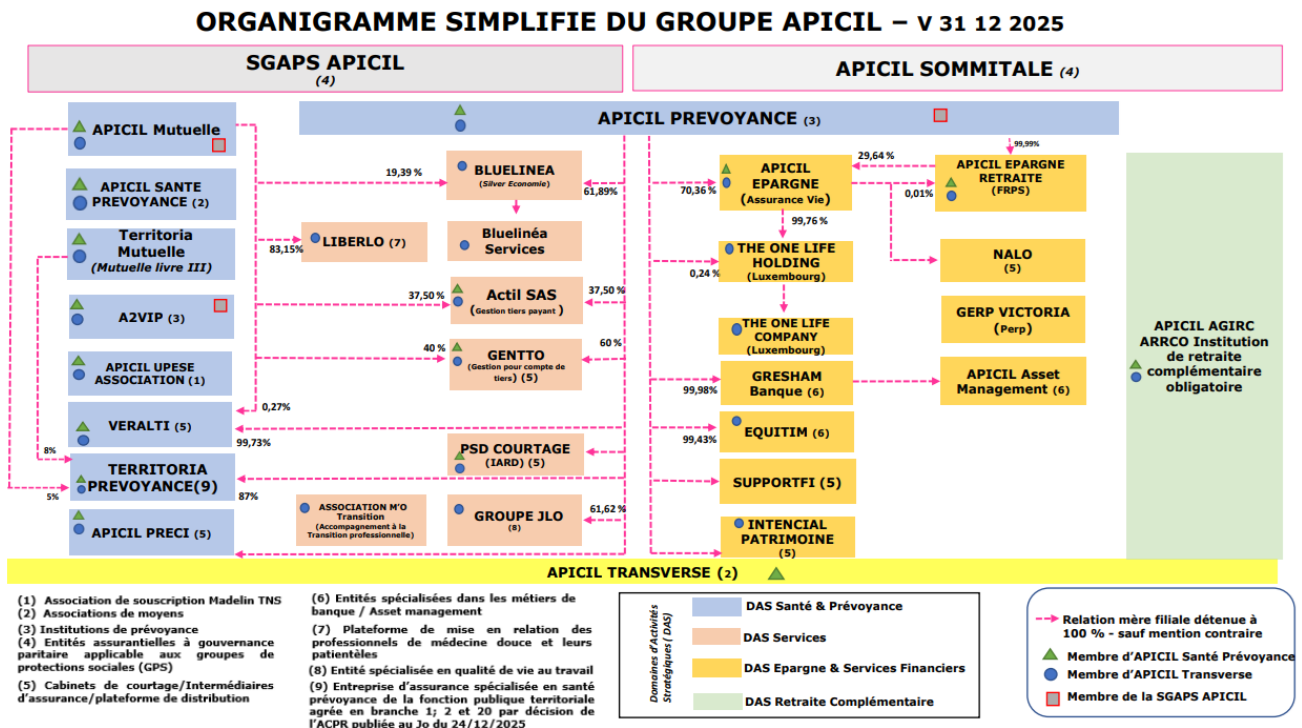 ORGANIGRAMME SIMPLIFIE DU GROUPE APICIL – V 31 12 2025
SGAPS APICIL
(4)
APICIL SOMMITALE (4)
APICIL PREVOYANCE (3)
APICIL Mutuelle
APICIL SANTE
PREVOYANCE (2)
Territoria
Mutuelle
(Mutuelle livre III)
A2VIP (3)
APICIL UPESE
ASSOCIATION (1)
0,27%
VERALTI (5)
99,73%
8%
TERRITORIA
PREVOYANCE(9)
5%
87%
APICIL PRECI (5)
19,39 %
BLUELINEA
(Silver Economie)
61,89%
LIBERLO (7)
83,15%
Bluelinéa
Services
37,50 %
Actil SAS
(Gestion tiers payant )
37,50 %
40 %
GENTTO
(Gestion pour compte de
tiers) (5)
60 %
PSD COURTAGE
(IARD) (5)
ASSOCIATION M'O
Transition
(Accompagnement à la
Transition professionnelle)
GROUPE JLO
(8)
61,62 %
99,99%
29,64 %
70,36 %
APICIL
EPARGNE
(Assurance Vie)
0,01%
APICIL EPARGNE
RETRAITE
(FRPS)
99,76 %
0,24 %
THE ONE LIFE
HOLDING
(Luxembourg)
NALO
(5)
THE ONE LIFE
COMPANY
(Luxembourg)
GERP VICTORIA
(Perp)
99,98%
GRESHAM
Banque (6)
APICIL Asset
Management (6)
99,43%
EQUITIM (6)
SUPPORTFI (5)
INTENCIAL
PATRIMOINE
(5)
APICIL AGIRC
ARRCO Institution
de retraite
complémentaire
obligatoire
APICIL TRANSVERSE (2)
(1) Association de souscription Madelin TNS
(2) Associations de moyens
(3) Institutions de prévoyance
(4) Entités assurantielles à gouvernance
paritaire applicable aux groupes de
protections sociales (GPS)
(5) Cabinets de courtage/Intermédiaires
d'assurance/plateforme de distribution
(6) Entités spécialisées dans les métiers de
banque / Asset management
(7) Plateforme de mise en relation des
professionnels de médecine douce et leurs
patientèles
(8) Entité spécialisée en qualité de vie au travail
(9) Entreprise d'assurance spécialisée en santé
prévoyance de la fonction publique territoriale
agrée en branche 1; 2 et 20 par décision de
l'ACPR publiée au Jo du 24/12/2025
Domaines d'Activités
Stratégiques ( DAS)
DAS Santé & Prévoyance
DAS Services
DAS Epargne & Services Financiers
DAS Retraite Complémentaire
Relation mère filiale détenue à
100 % - sauf mention contraire
Membre d'APICIL Santé Prévoyance
Membre d'APICIL Transverse
Membre de la SGAPS APICIL